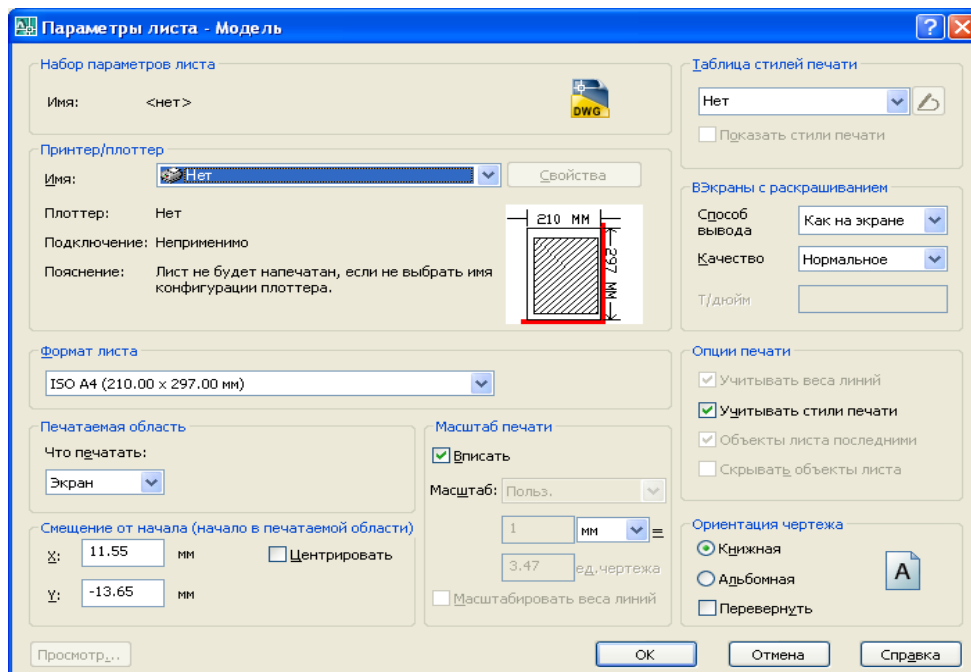 Параметры листа - Модель
Набор параметров листа
Имя: <нет>
DWG
Принтер/плоттер
Имя: Нет Свойства
Плоттер: Нет
Подключение: Неприменимо
Пояснение: Лист не будет напечатан, если не выбрать имя
конфигурации плоттера.
210 MM
297 MM
Формат листа
ISO A4 (210.00 x 297.00 мм)
Печатаемая область
Что печатать:
Экран
Смещение от начала (начало в печатаемой области)
X: 11.55 мм Центрировать
Y: -13.65 мм
Масштаб печати
Вписать
Масштаб: Польз.
1 мм =
3.47 ед.чертежа
Масштабировать веса линий
Таблица стилей печати
Нет
Показать стили печати
ВЭкраны с раскрашиванием
Способ
вывода Как на экране
Качество Нормальное
Т/дюйм
Опции печати
Учитывать веса линий
Учитывать стили печати
Объекты листа последними
Скрывать объекты листа
Ориентация чертежа
Книжная
Альбомная
Перевернуть
A
Просмотр... ОК Отмена Справка